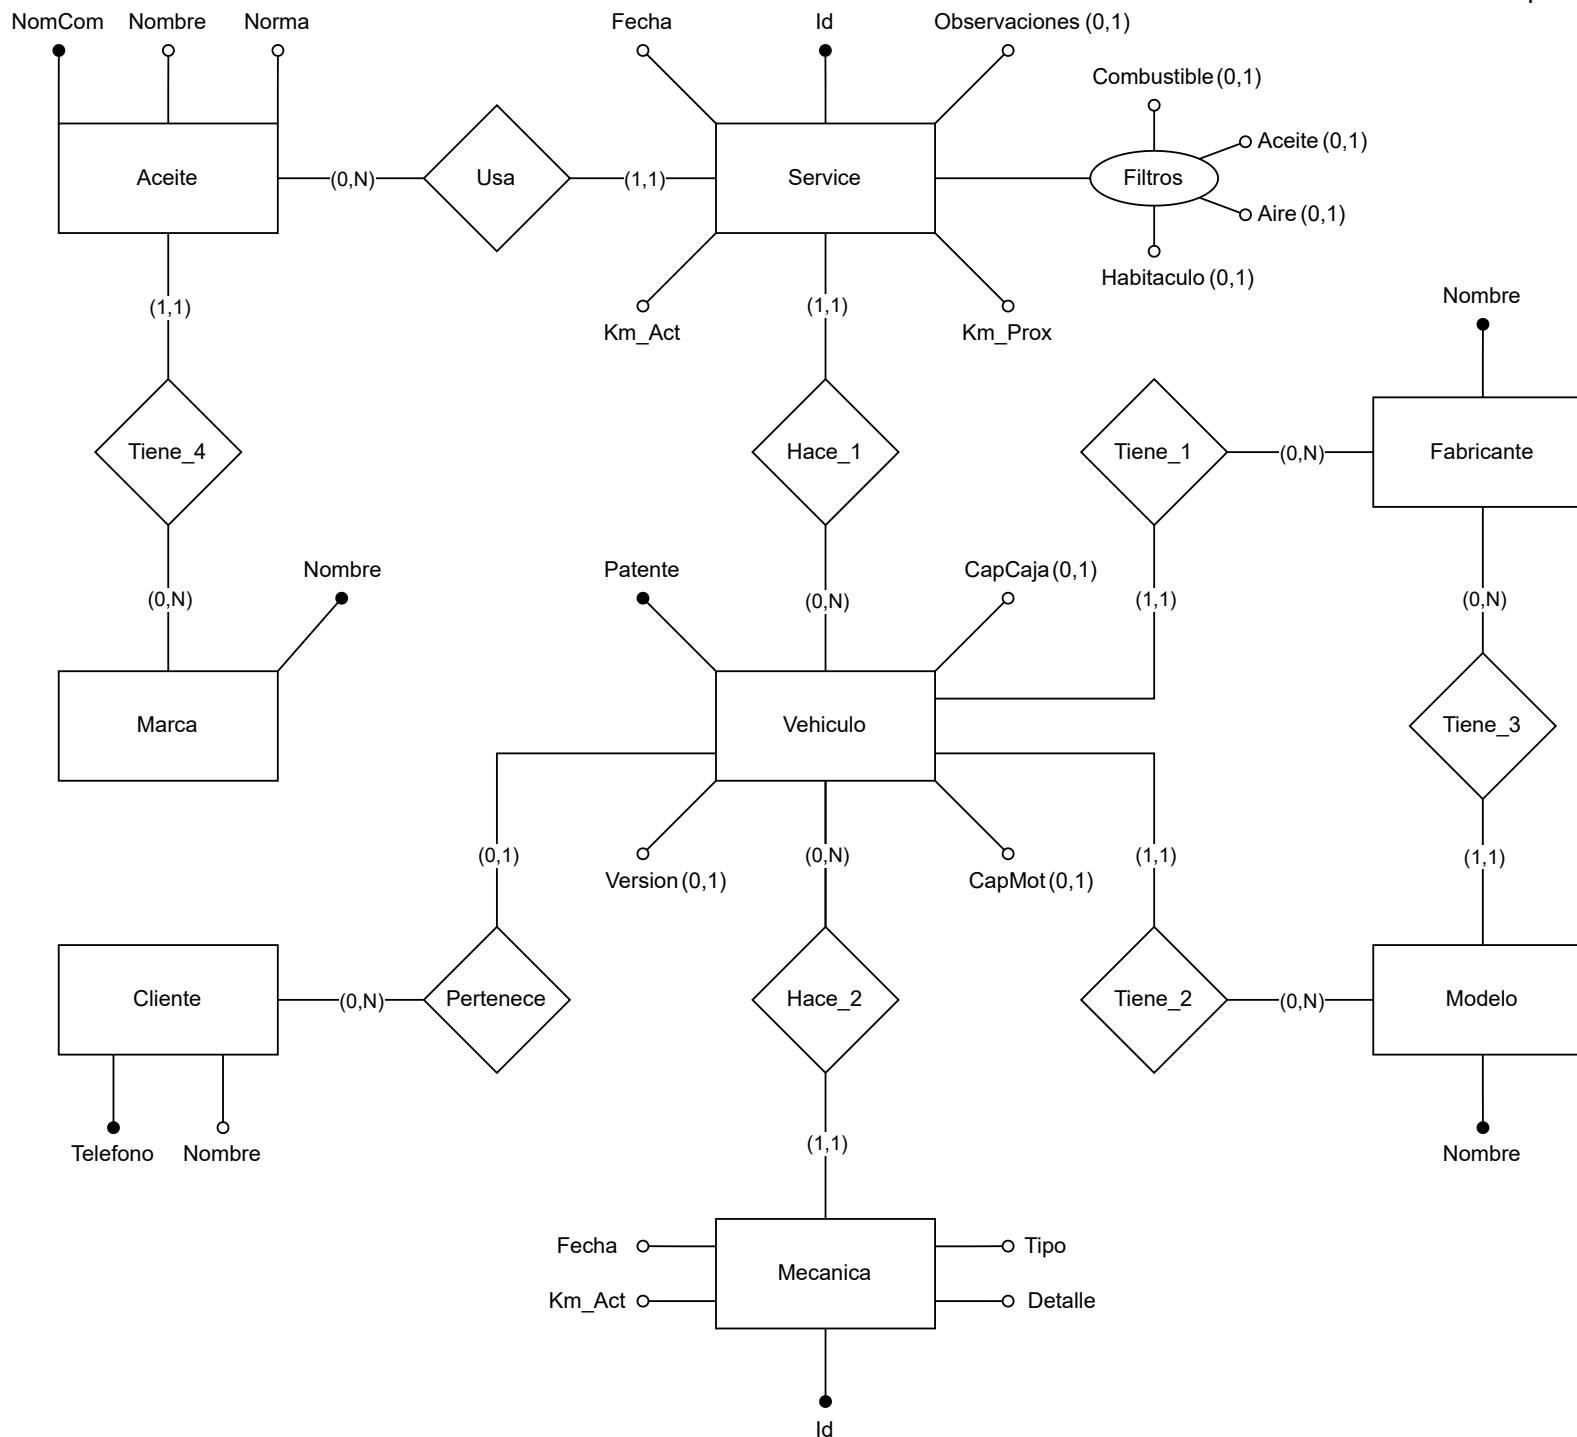 NomCom Nombre Norma Fecha Id Observaciones (0,1)
Combustible (0,1)
Aceite (0,1)
Aceite (0,N) Usa (1,1) Service Filtros
Aire (0,1)
Habitaculo (0,1)
(1,1) (1,1) Nombre
Km_Act Km_Prox
Tiene_4 Hace_1 Tiene_1 (0,N) Fabricante
Nombre Patente CapCaja (0,1)
(0,N) (0,N) (1,1) (0,N)
Marca Vehiculo Tiene_3
(0,1) (0,N) (1,1) (1,1)
Version (0,1) CapMot (0,1)
Cliente (0,N) Pertenece Hace_2 Tiene_2 (0,N) Modelo
Telefono Nombre (1,1) Nombre
Fecha Tipo
Mecanica
Km_Act Detalle
Id